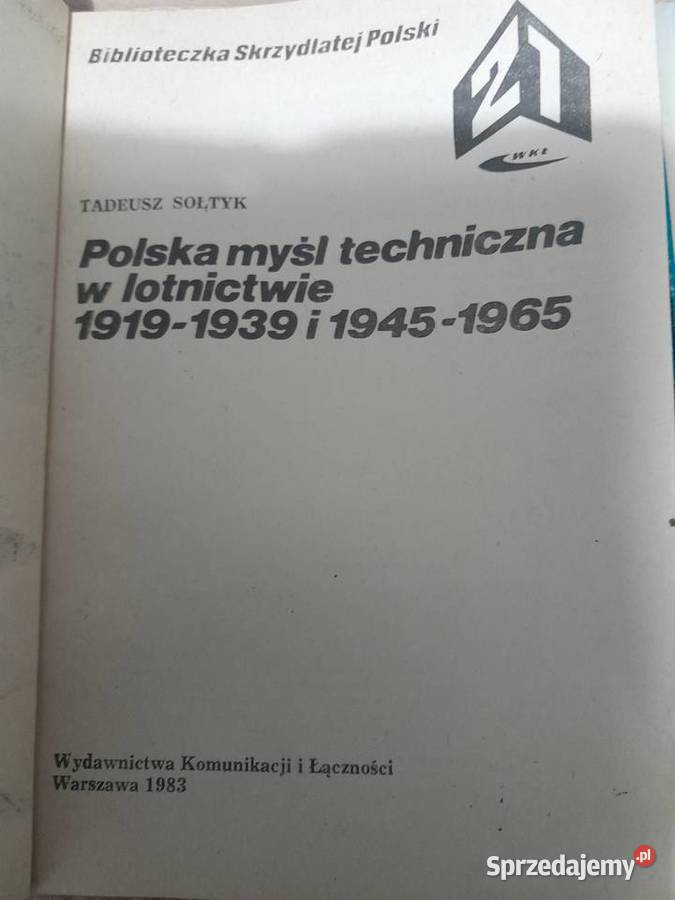 Biblioteczka Skrzydlatej Polski
21
WKŁ
TADEUSZ SOŁTYK
Polska myśl techniczna
w lotnictwie
1919-1939 i 1945-1965
Wydawnictwa Komunikacji i Łączności
Warszawa 1983
Sprzedajemy.pl